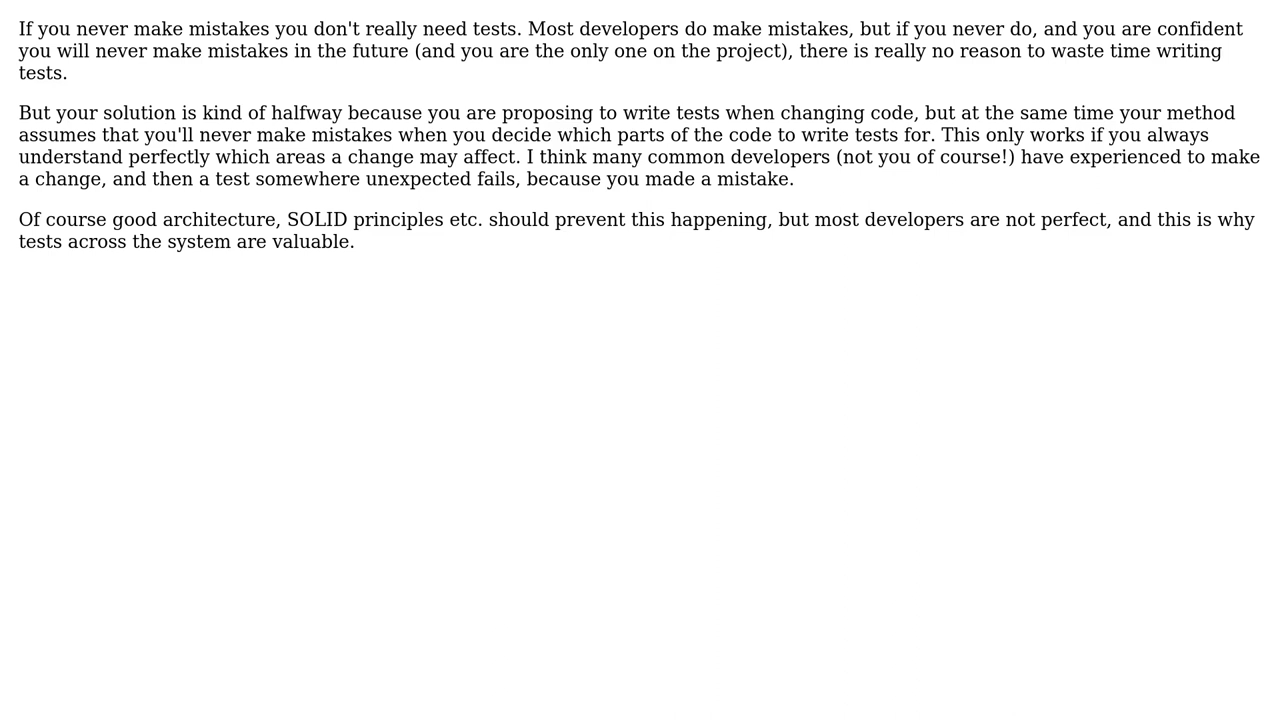 If you never make mistakes you don't really need tests. Most developers do make mistakes, but if you never do, and you are confident
you will never make mistakes in the future (and you are the only one on the project), there is really no reason to waste time writing
tests.
But your solution is kind of halfway because you are proposing to write tests when changing code, but at the same time your method
assumes that you'll never make mistakes when you decide which parts of the code to write tests for. This only works if you always
understand perfectly which areas a change may affect. I think many common developers (not you of course!) have experienced to make
a change, and then a test somewhere unexpected fails, because you made a mistake.
Of course good architecture, SOLID principles etc. should prevent this happening, but most developers are not perfect, and this is why
tests across the system are valuable.